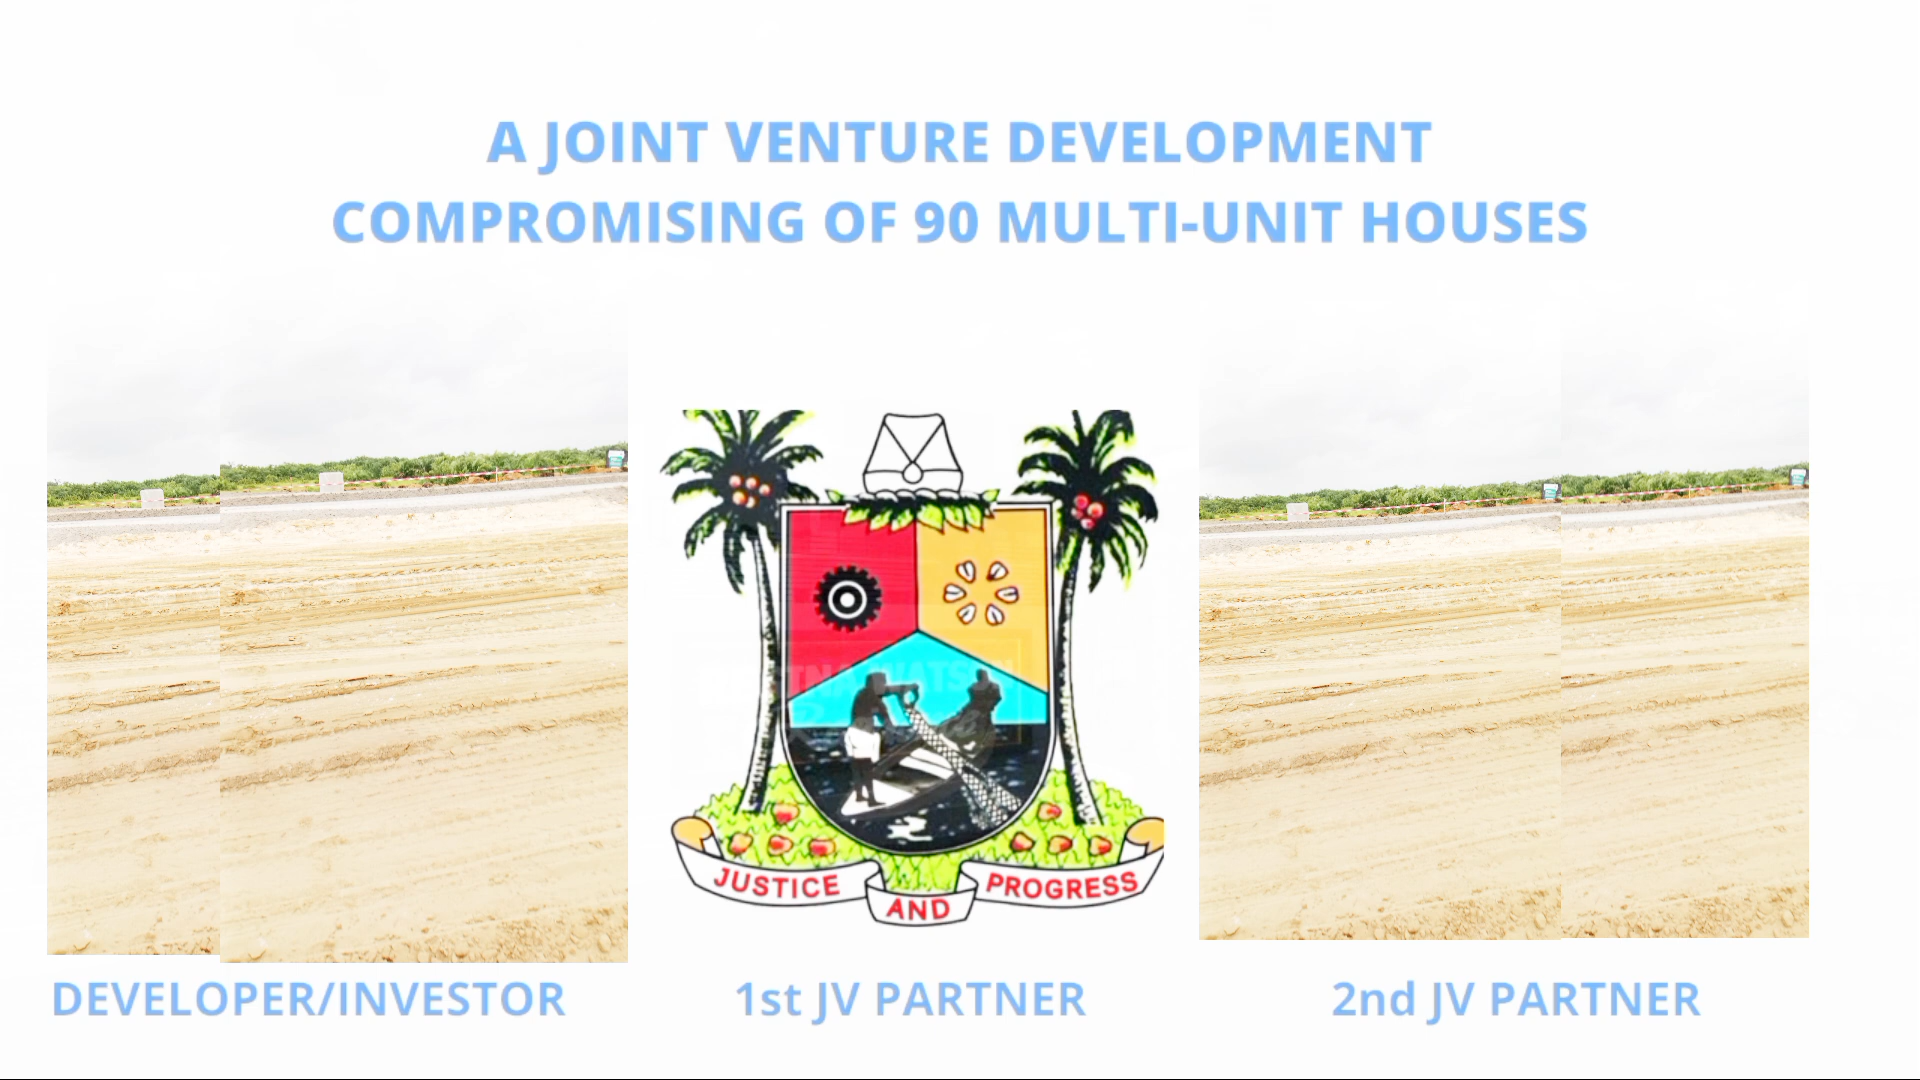 A JOINT VENTURE DEVELOPMENT
COMPROMISING OF 90 MULTI-UNIT HOUSES
JUSTICE AND PROGRESS
DEVELOPER/INVESTOR
1st JV PARTNER
2nd JV PARTNER